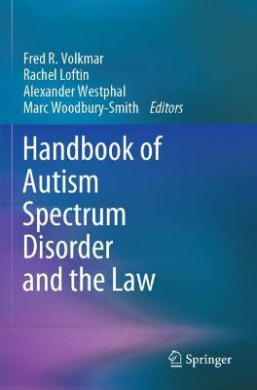 Fred R. Volkmar
Rachel Loftin
Alexander Westphal
Marc Woodbury-Smith Editors
Handbook of
Autism
Spectrum
Disorder
and the Law
Springer